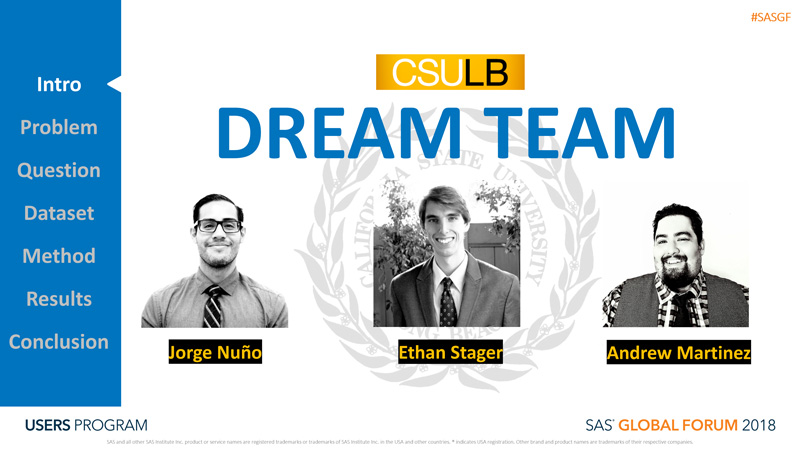 #SASGF
CSULB
DREAM TEAM
Intro
Problem
Question
Dataset
Method
Results
Conclusion
CALIFORNIA STATE UNIVERSITY
LONG BEACH
Jorge Nuño
Ethan Stager
Andrew Martinez
USERS PROGRAM
SAS® GLOBAL FORUM 2018
SAS and all other SAS Institute Inc. product or service names are registered trademarks or trademarks of SAS Institute Inc. in the USA and other countries. ® indicates USA registration. Other brand and product names are trademarks of their respective companies.